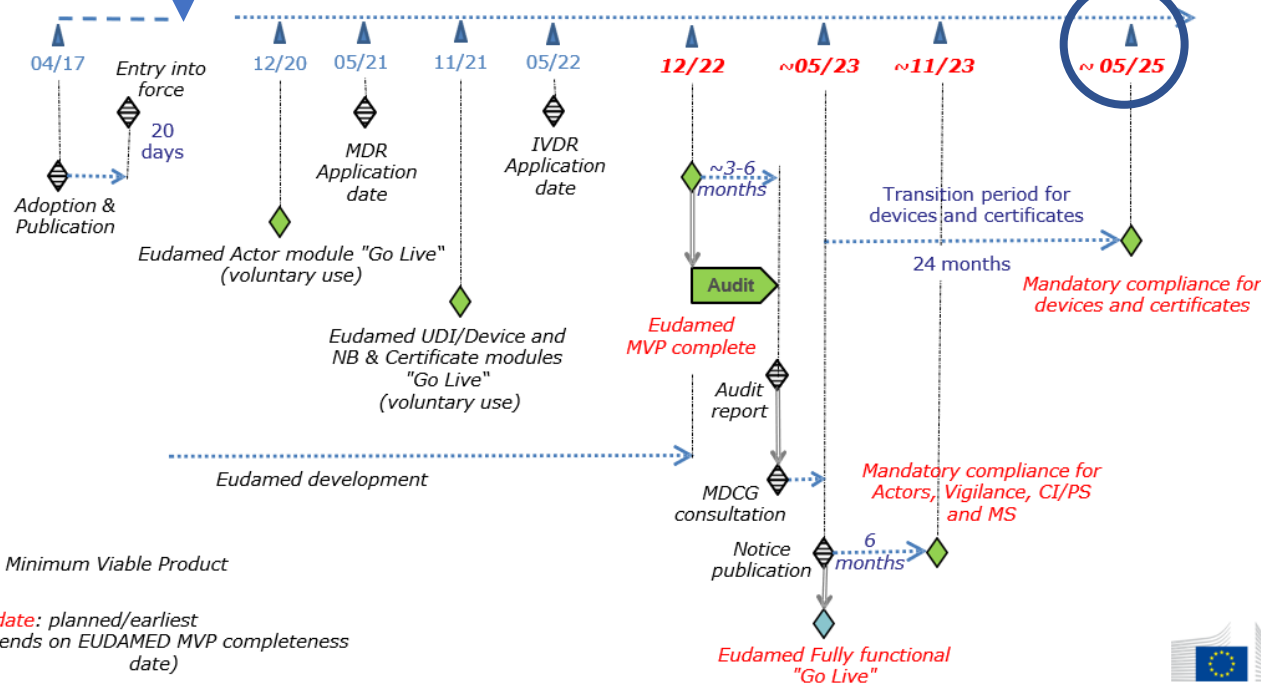 04/17
12/20
05/21
11/21
05/22
12/22
~05/23
~11/23
~ 05/25
Entry into
force
20
days
Adoption &
Publication
MDR
Application
date
IVDR
Application
date
Eudamed Actor module "Go Live"
(voluntary use)
Eudamed UDI/Device and
NB & Certificate modules
"Go Live"
(voluntary use)
~3-6
months
Audit
Eudamed
MVP complete
Transition period for
devices and certificates
24 months
Mandatory compliance for
devices and certificates
Audit
report
Eudamed development
MDCG
consultation
Mandatory compliance for
Actors, Vigilance, CI/PS
and MS
Notice
publication
6
months
Minimum Viable Product
date: planned/earliest
ends on EUDAMED MVP completeness
date)
Eudamed Fully functional
"Go Live"